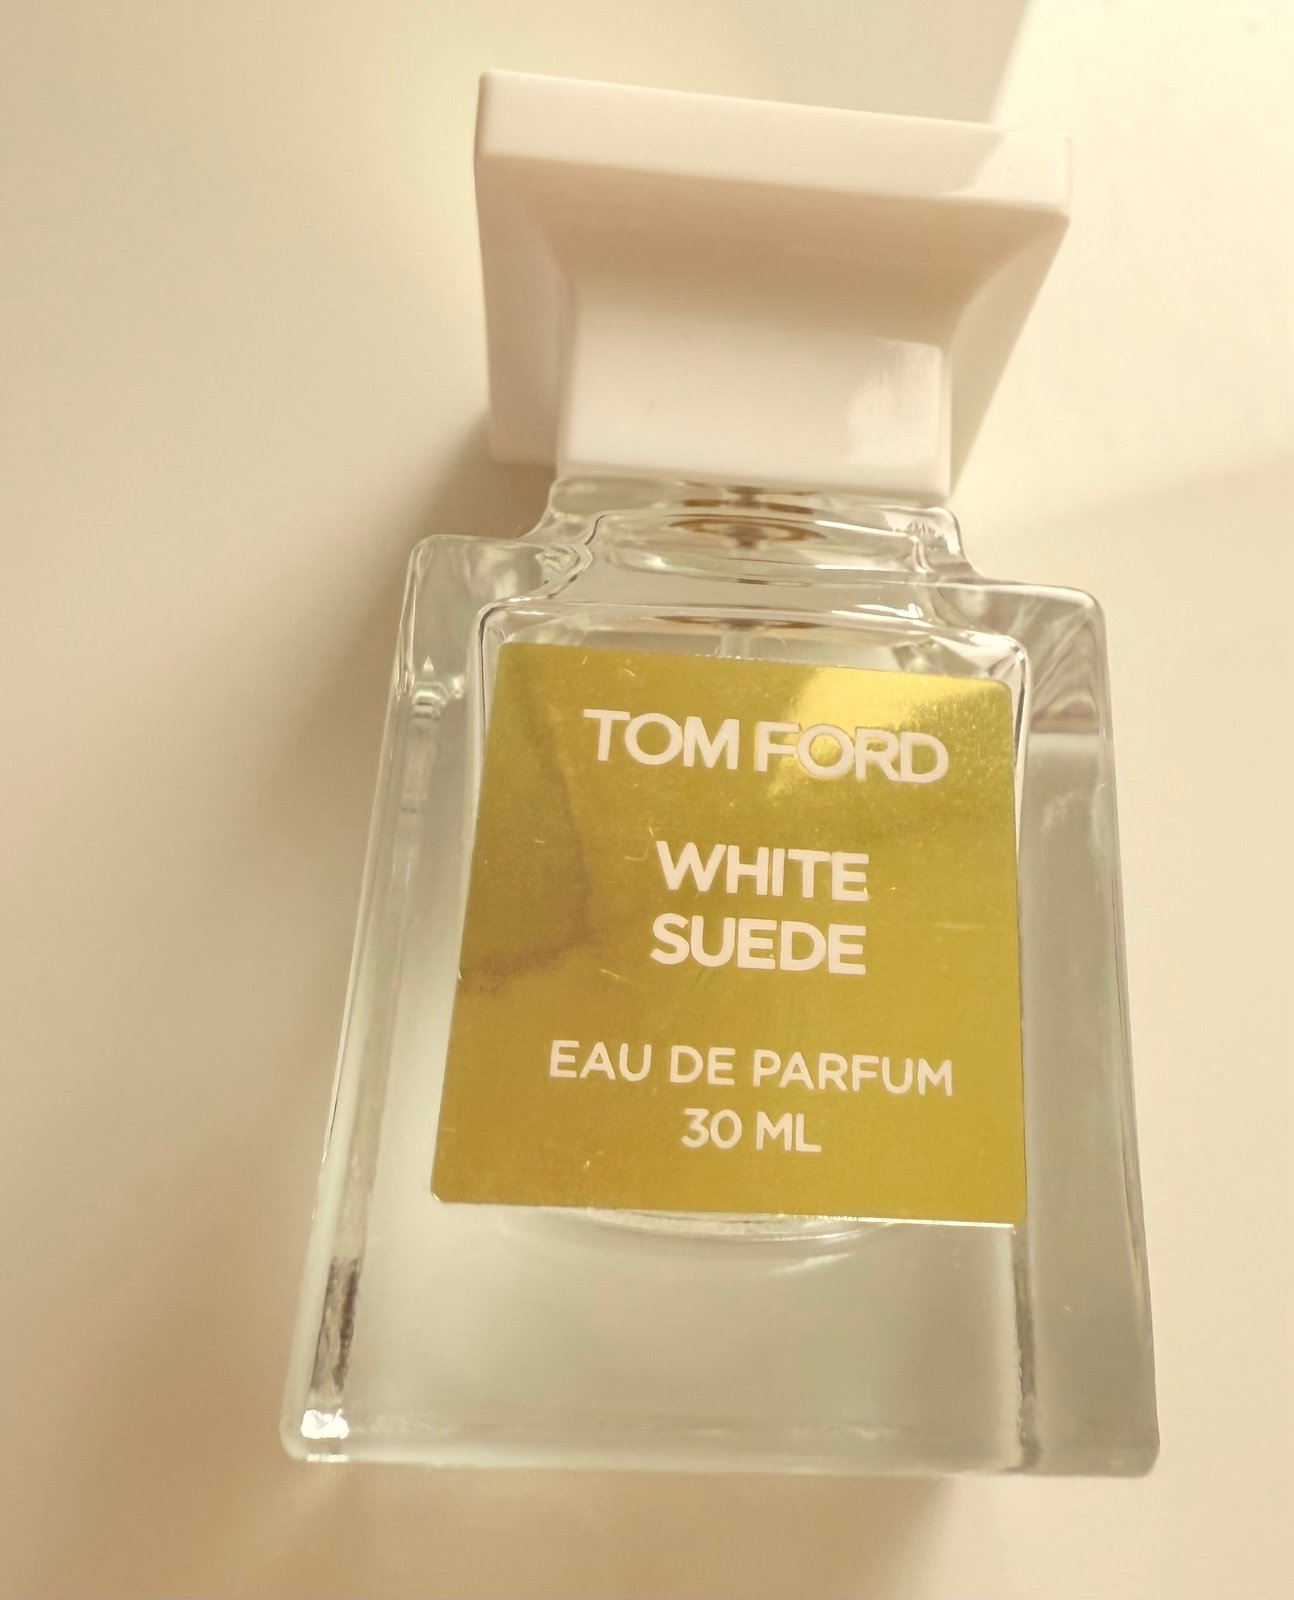 TOM FORD
WHITE
SUEDE
EAU DE PARFUM
30 ML